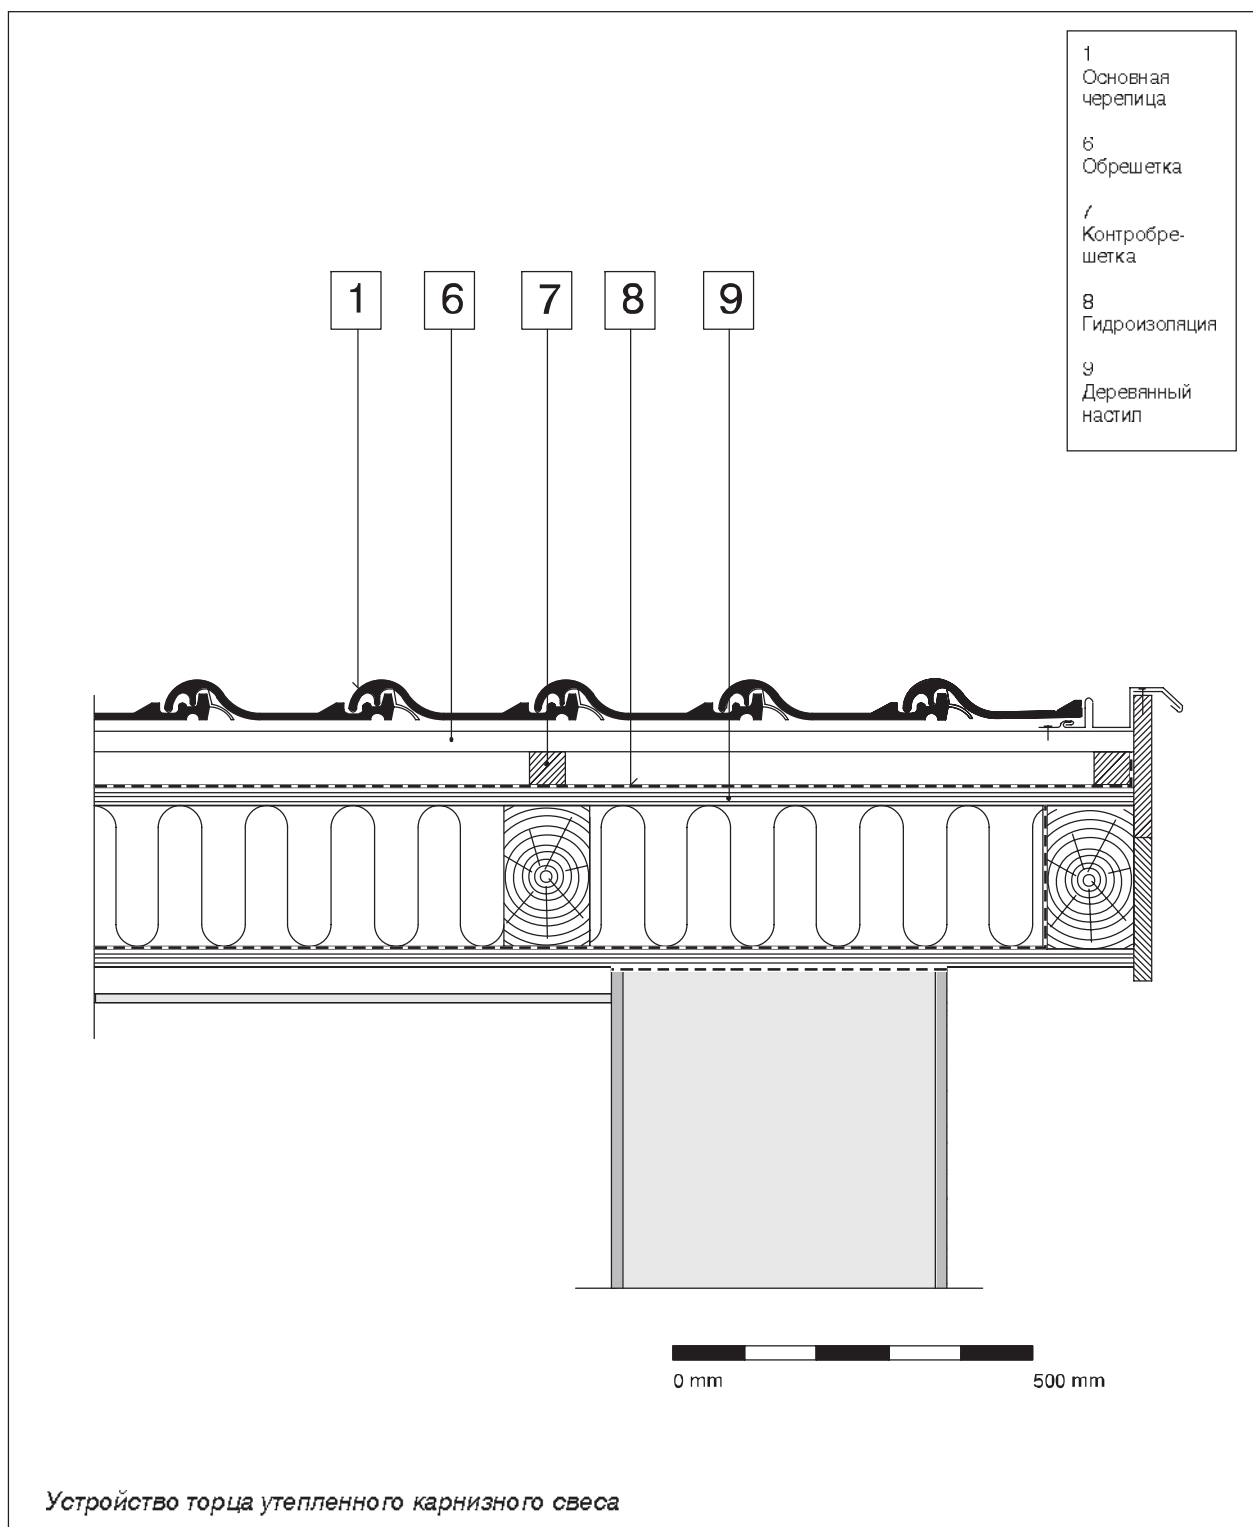 1
Основная
черепица
6
Обрешетка
7
Контробре-
шетка
8
Гидроизоляция
9
Деревянный
настил
1 6 7 8 9
0 mm 500 mm
Устройство торца утепленного карнизного свеса